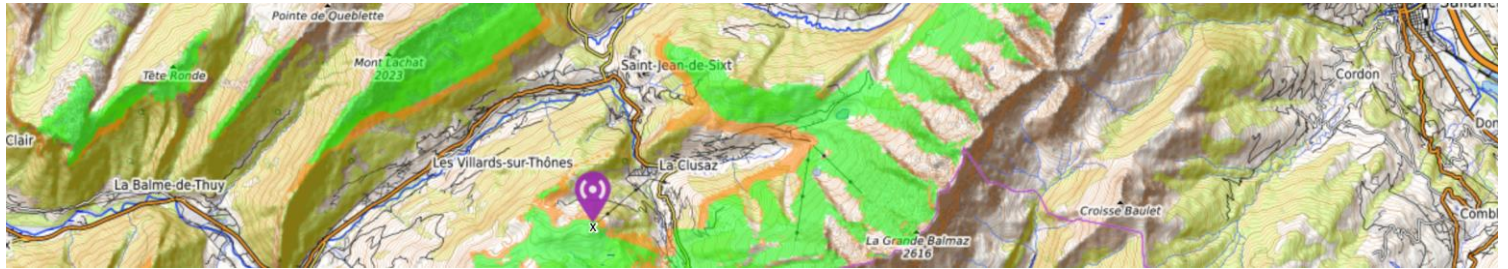 Pointe de Queblette
Saint-Jean-de-Sixt
Mont Lachat
2023
Tête Ronde
Cordon
Clair
Les Villards-sur-Thônes
La Clusaz
La Balme-de-Thuy
x
Croisse Baulet
La Grande Balmaz
2616